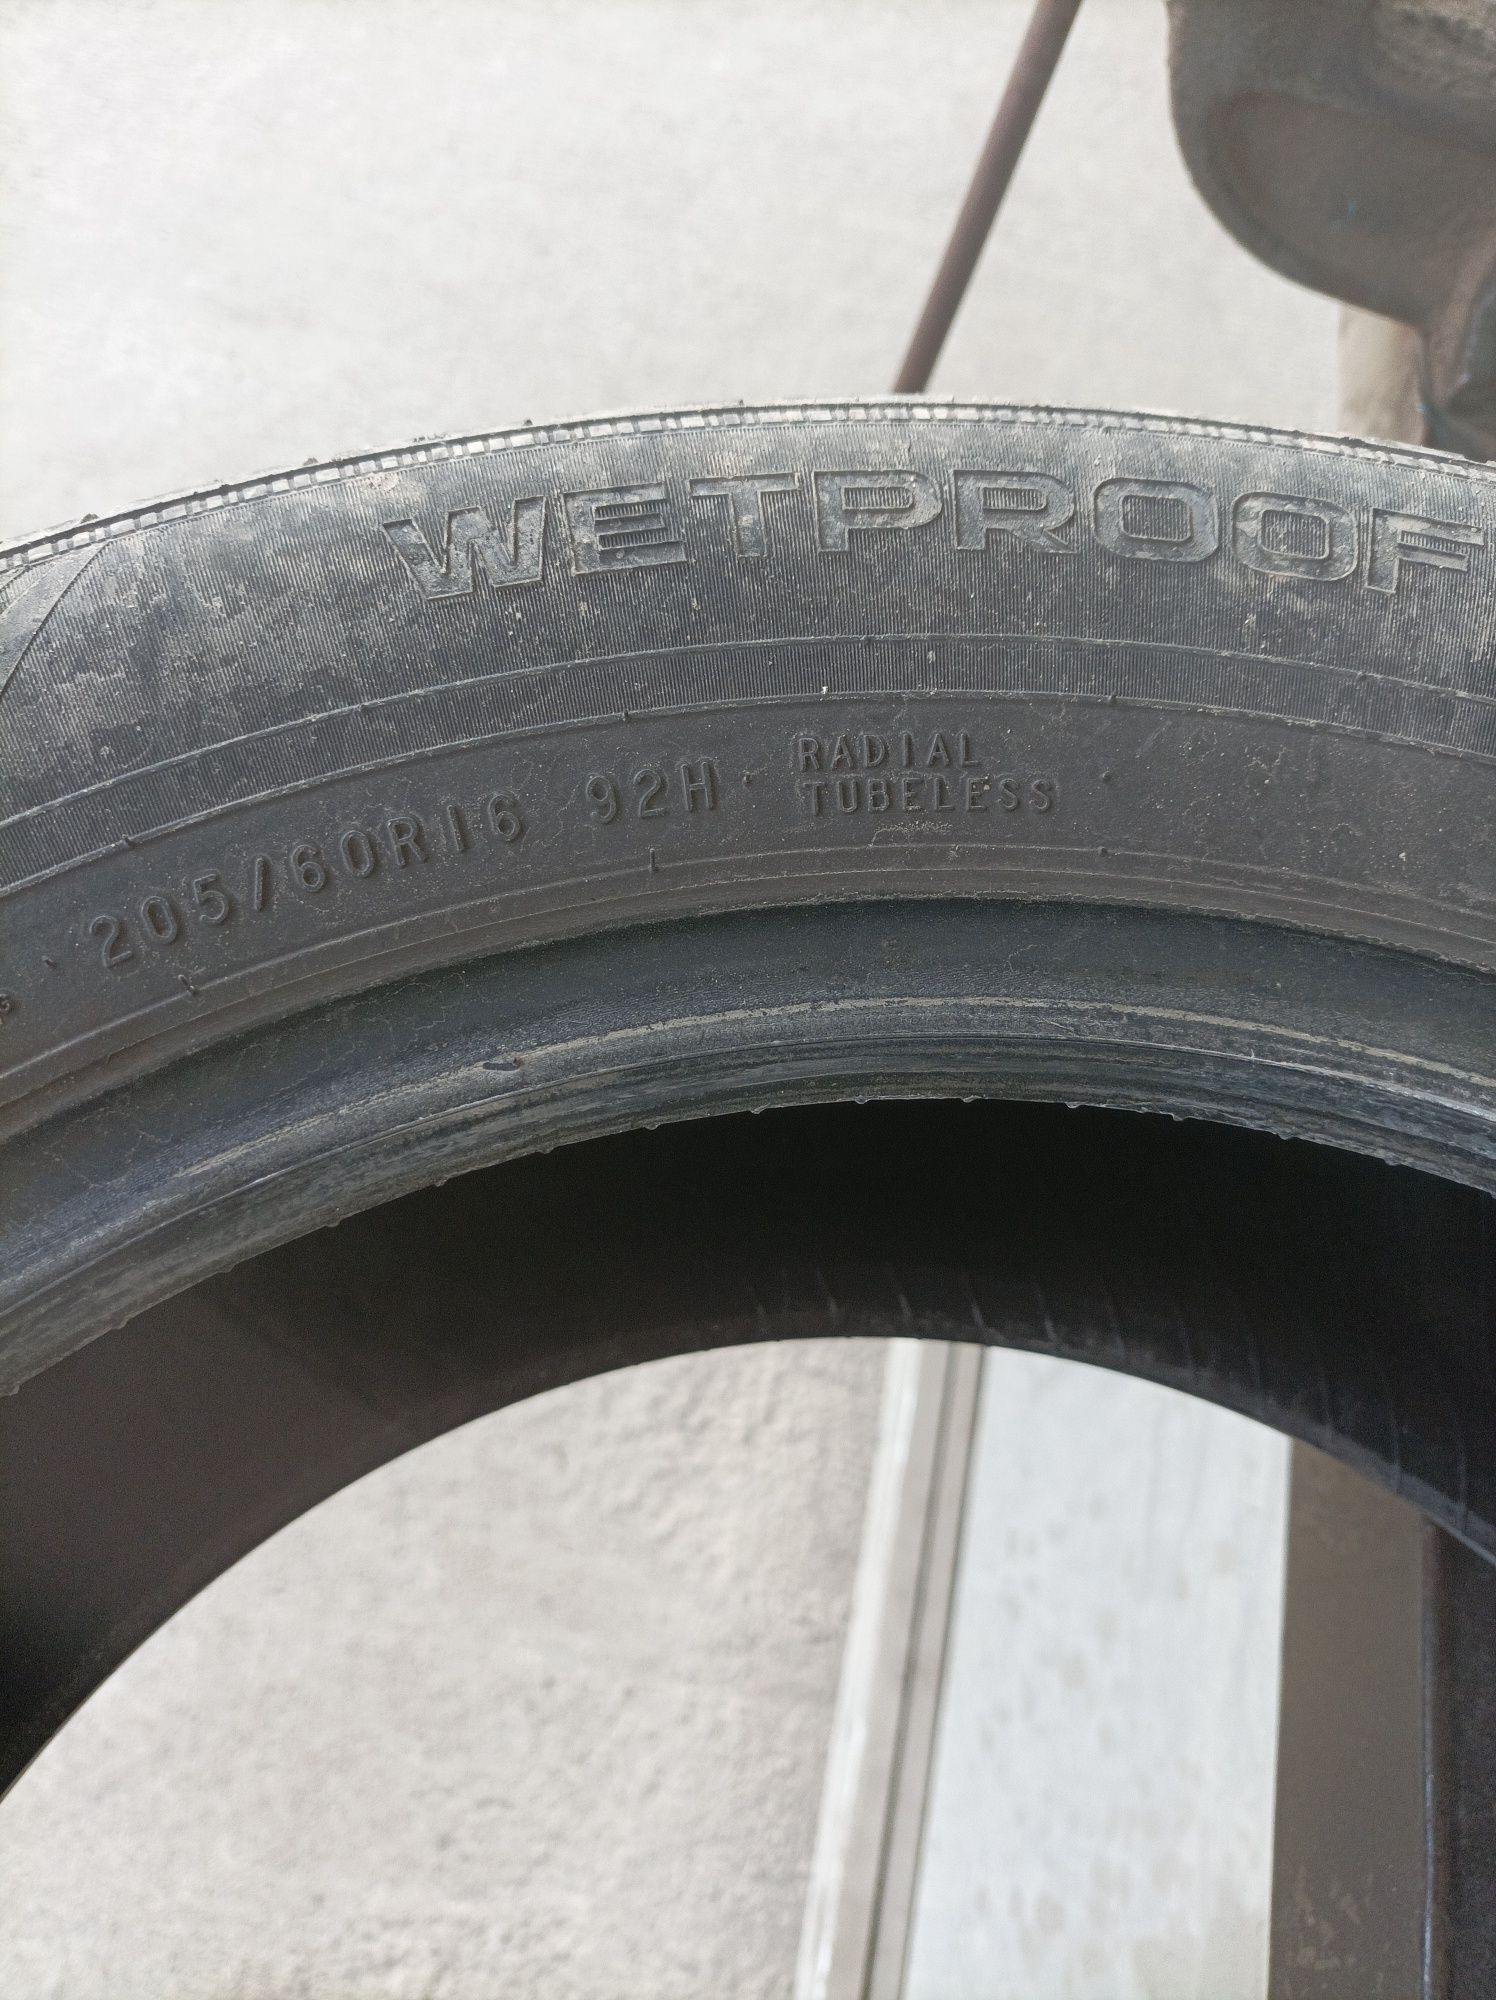 WETPROOF
205/60R16 92H
RADIAL
TUBELESS